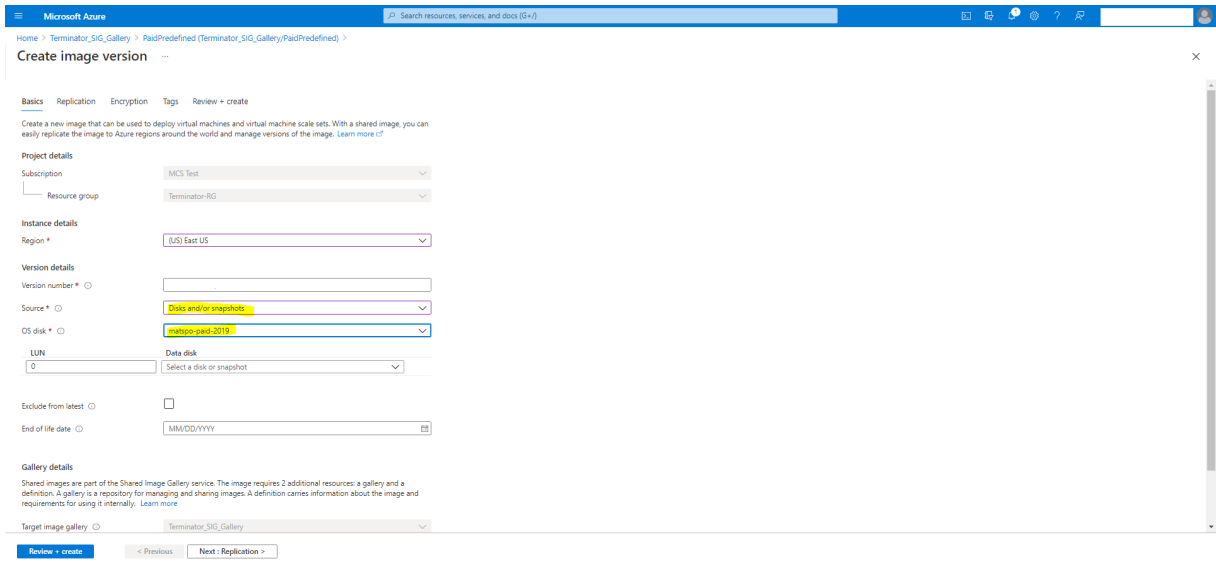 Microsoft Azure
Search resources, services, and docs (G+/)
1
Home > Terminator_SIG_Gallery > PaidPredefined (Terminator_SIG_Gallery/PaidPredefined) >
Create image version ...
Basics Replication Encryption Tags Review + create
Create a new image that can be used to deploy virtual machines and virtual machine scale sets. With a shared image, you can
easily replicate the image to Azure regions around the world and manage versions of the image. Learn more
Project details
Subscription MCS Test
Resource group Terminator-RG
Instance details
Region * (US) East US
Version details
Version number *
Source * Disks and/or snapshots
OS disk * matspo-paid-2019
LUN Data disk
0 Select a disk or snapshot
Exclude from latest
End of life date MM/DD/YYYY
Gallery details
Shared images are part of the Shared Image Gallery service. The image requires 2 additional resources: a gallery and a
definition. A gallery is a repository for managing and sharing images. A definition carries information about the image and
requirements for using it internally. Learn more
Target image gallery Terminator_SIG_Gallery
Review + create < Previous Next : Replication >